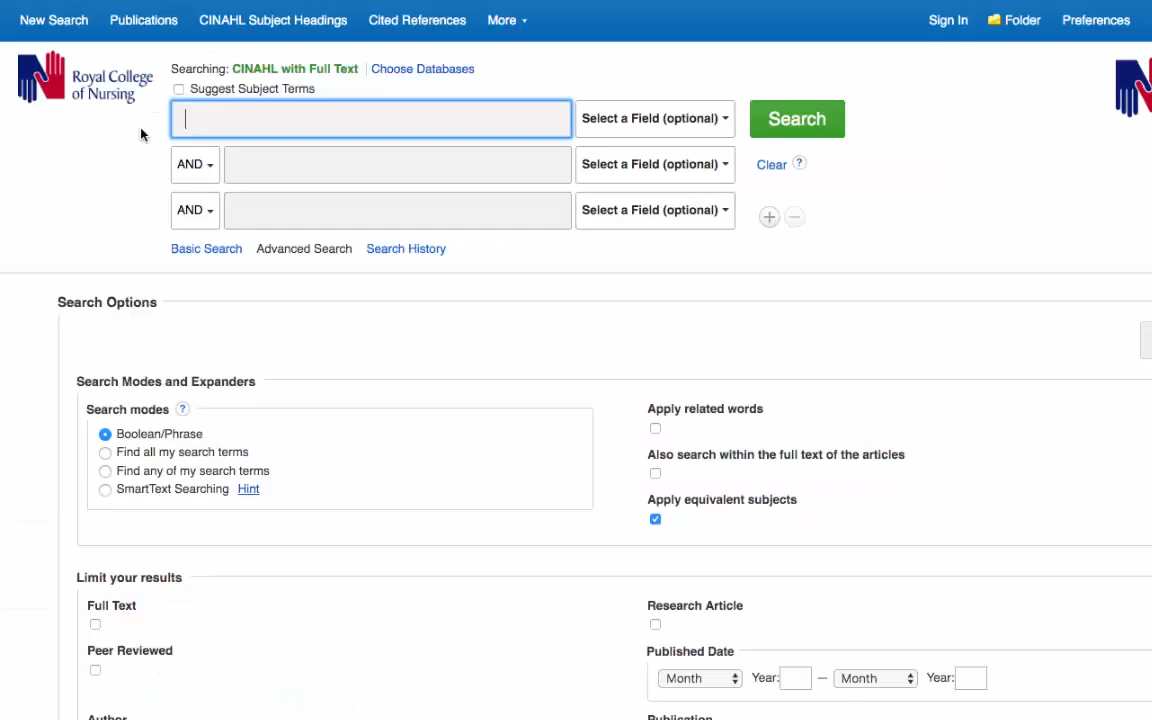 New Search Publications CINAHL Subject Headings Cited References More Sign In Folder Preferences
Royal College of Nursing
Searching: CINAHL with Full Text Choose Databases
Suggest Subject Terms
Select a Field (optional) Search
AND Select a Field (optional) Clear ?
AND Select a Field (optional)
Basic Search Advanced Search Search History
Search Options
Search Modes and Expanders
Search modes ?
Boolean/Phrase
Find all my search terms
Find any of my search terms
SmartText Searching Hint
Apply related words
Also search within the full text of the articles
Apply equivalent subjects
Limit your results
Full Text
Peer Reviewed
Author
Research Article
Published Date
Month Year: — Month Year:
Publication